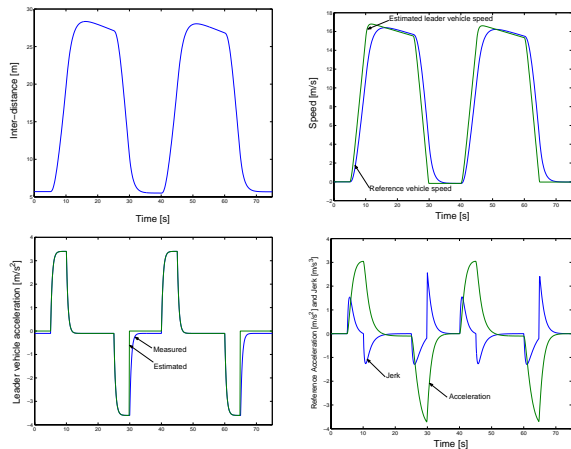 30
25
20
15
10
5
0 10 20 30 40 50 60 70
Inter-distance [m]
Time [s]
18
16
14
12
10
8
6
4
2
0
−2
0 10 20 30 40 50 60 70
Speed [m/s]
Time [s]
Estimated leader vehicle speed
Reference vehicle speed
4
3
2
1
0
−1
−2
−3
−4
0 10 20 30 40 50 60 70
Leader vehicle acceleration [m/s²]
Time [s]
Measured
Estimated
4
3
2
1
0
−1
−2
−3
−4
0 10 20 30 40 50 60 70
Reference Acceleration [m/s²] and Jerk [m/s³]
Time [s]
Jerk
Acceleration